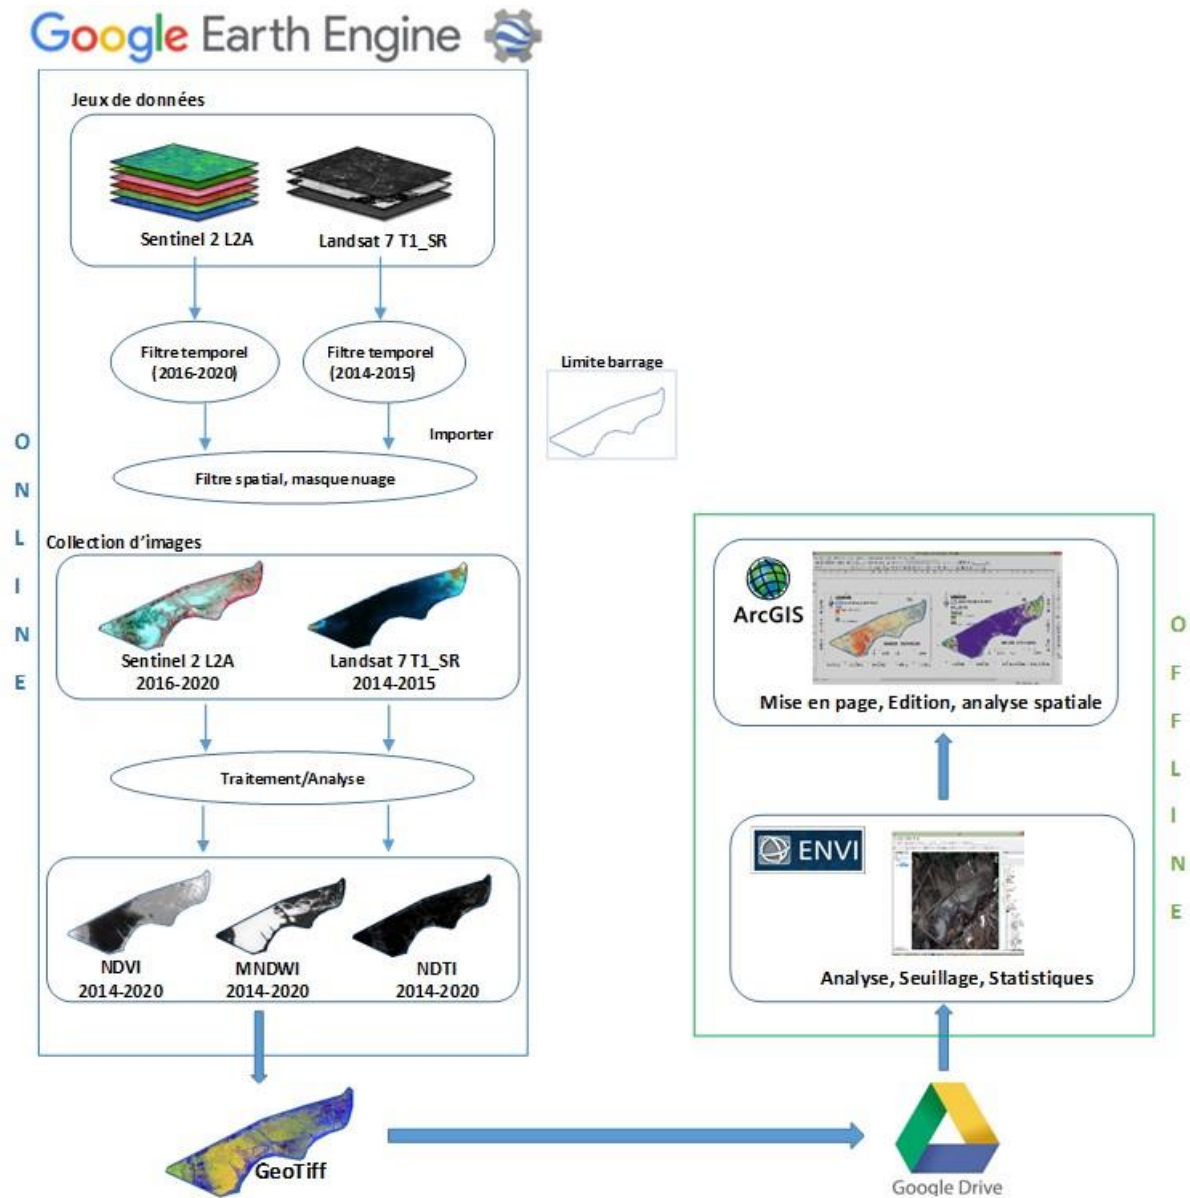 Google Earth Engine
Jeux de données
Sentinel 2 L2A
Landsat 7 T1_SR
Filtre temporel
(2016-2020)
Filtre temporel
(2014-2015)
Limite barrage
Importer
Filtre spatial, masque nuage
ONLINE
Collection d’images
Sentinel 2 L2A
2016-2020
Landsat 7 T1_SR
2014-2015
Traitement/Analyse
NDVI
2014-2020
MNDWI
2014-2020
NDTI
2014-2020
GeoTiff
Google Drive
ENVI
Analyse, Seuillage, Statistiques
ArcGIS
Mise en page, Edition, analyse spatiale
OFFLINE